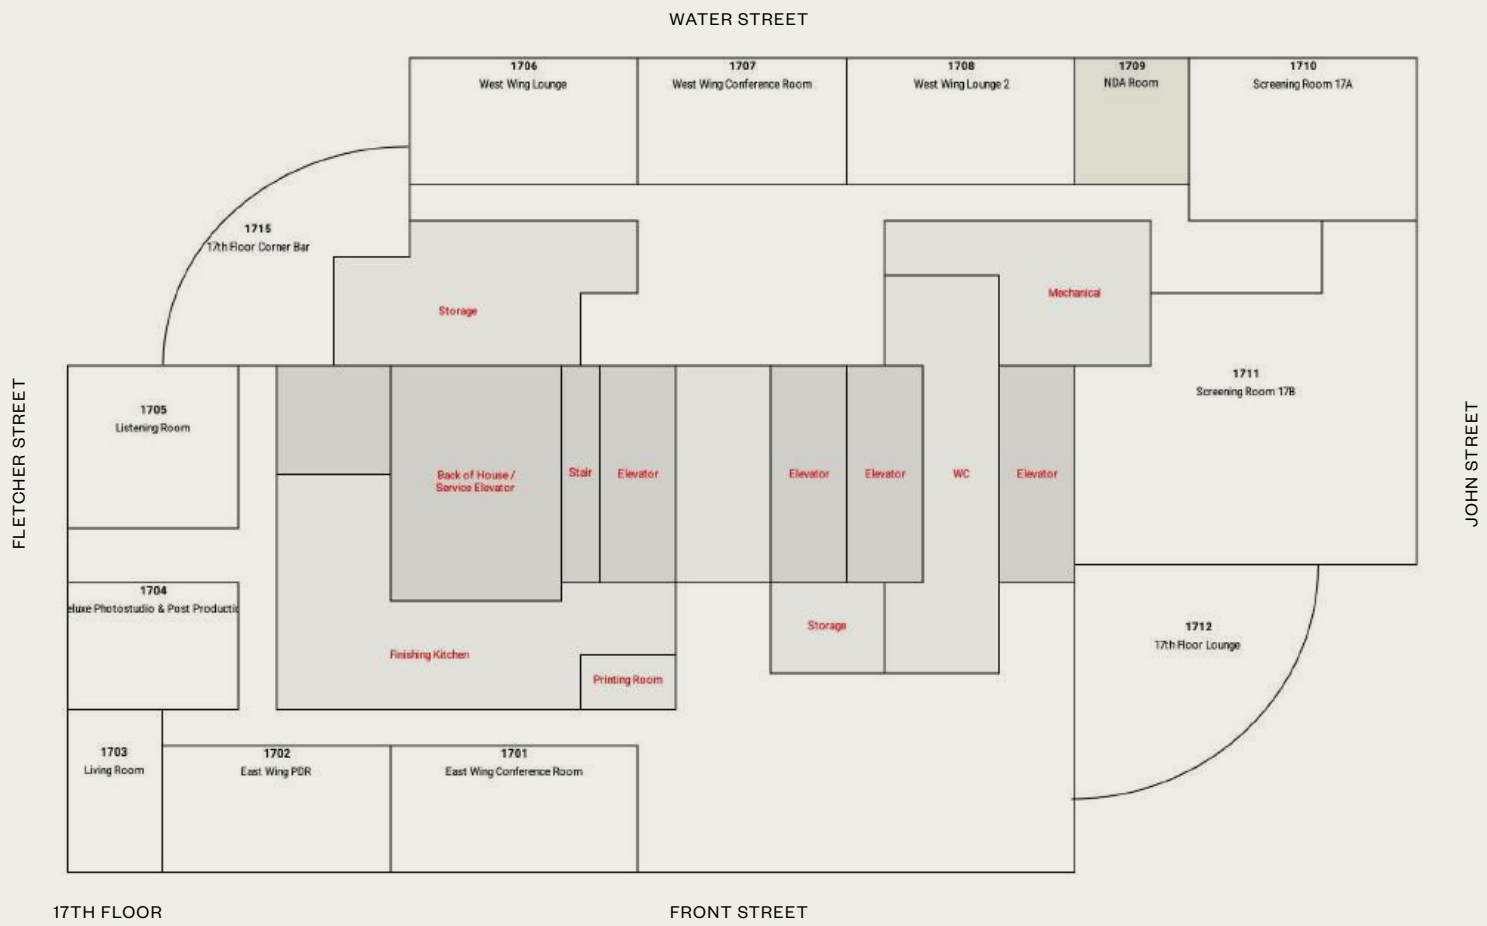 WATER STREET
1706
West Wing Lounge
1707
West Wing Conference Room
1708
West Wing Lounge 2
1709
NDA Room
1710
Screening Room 17A
1715
17th Floor Corner Bar
Storage
Mechanical
1711
Screening Room 17B
FLETCHER STREET
JOHN STREET
1705
Listening Room
Back of House /
Service Elevator
Stair
Elevator
Elevator
Elevator
WC
Elevator
1704
eluxe Photostudio & Post Productio
Storage
1712
17th Floor Lounge
Finishing Kitchen
Printing Room
1703
Living Room
1702
East Wing PDR
1701
East Wing Conference Room
17TH FLOOR
FRONT STREET